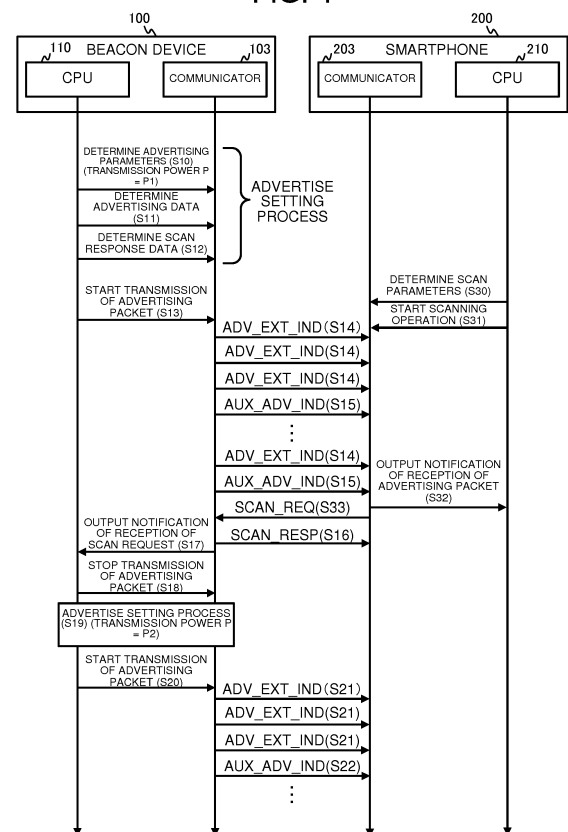 100
200
BEACON DEVICE
SMARTPHONE
110
103
203
210
CPU
COMMUNICATOR
COMMUNICATOR
CPU
DETERMINE ADVERTISING
PARAMETERS (S10)
(TRANSMISSION POWER P
= P1)
DETERMINE
ADVERTISING DATA
(S11)
DETERMINE SCAN
RESPONSE DATA (S12)
ADVERTISE
SETTING
PROCESS
DETERMINE SCAN
PARAMETERS (S30)
START TRANSMISSION
OF ADVERTISING
PACKET (S13)
START SCANNING
OPERATION (S31)
ADV_EXT_IND(S14)
ADV_EXT_IND(S14)
ADV_EXT_IND(S14)
AUX_ADV_IND(S15)
ADV_EXT_IND(S14)
AUX_ADV_IND(S15)
OUTPUT NOTIFICATION
OF RECEPTION OF
ADVERTISING PACKET
(S32)
SCAN_REQ(S33)
OUTPUT NOTIFICATION
OF RECEPTION OF
SCAN REQUEST (S17)
SCAN_RESP(S16)
STOP TRANSMISSION
OF ADVERTISING
PACKET (S18)
ADVERTISE SETTING PROCESS
(S19) (TRANSMISSION POWER P
= P2)
START TRANSMISSION
OF ADVERTISING
PACKET (S20)
ADV_EXT_IND(S21)
ADV_EXT_IND(S21)
ADV_EXT_IND(S21)
AUX_ADV_IND(S22)